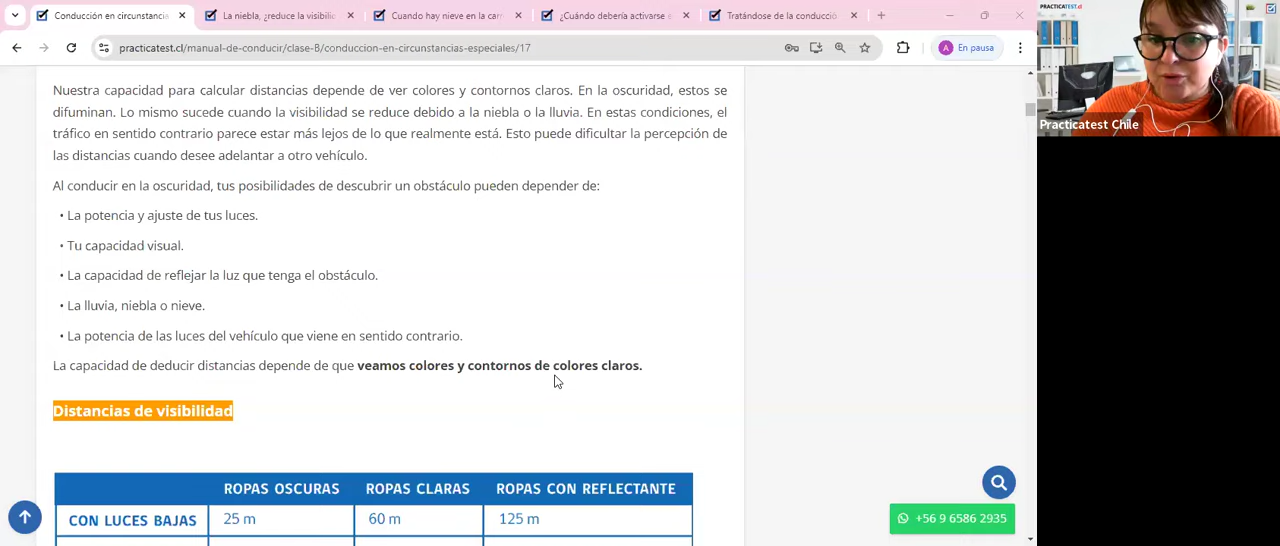 Conducción en circunstancia
La niebla, ¿reduce la visibilid
Cuando hay nieve en la carr
¿Cuándo debería activarse s
Tratándose de la conducció
practicatest.cl/manual-de-conducir/clase-B/conduccion-en-circunstancias-especiales/17
A
En pausa
Nuestra capacidad para calcular distancias depende de ver colores y contornos claros. En la oscuridad, estos se
difuminan. Lo mismo sucede cuando la visibilidad se reduce debido a la niebla o la lluvia. En estas condiciones, el
tráfico en sentido contrario parece estar más lejos de lo que realmente está. Esto puede dificultar la percepción de
las distancias cuando desee adelantar a otro vehículo.
Al conducir en la oscuridad, tus posibilidades de descubrir un obstáculo pueden depender de:
• La potencia y ajuste de tus luces.
• Tu capacidad visual.
• La capacidad de reflejar la luz que tenga el obstáculo.
• La lluvia, niebla o nieve.
• La potencia de las luces del vehículo que viene en sentido contrario.
La capacidad de deducir distancias depende de que veamos colores y contornos de colores claros.
Distancias de visibilidad
ROPAS OSCURAS ROPAS CLARAS ROPAS CON REFLECTANTE
CON LUCES BAJAS 25 m 60 m 125 m
+56 9 6586 2935
PRACTICATEST.cl
Practicatest Chile